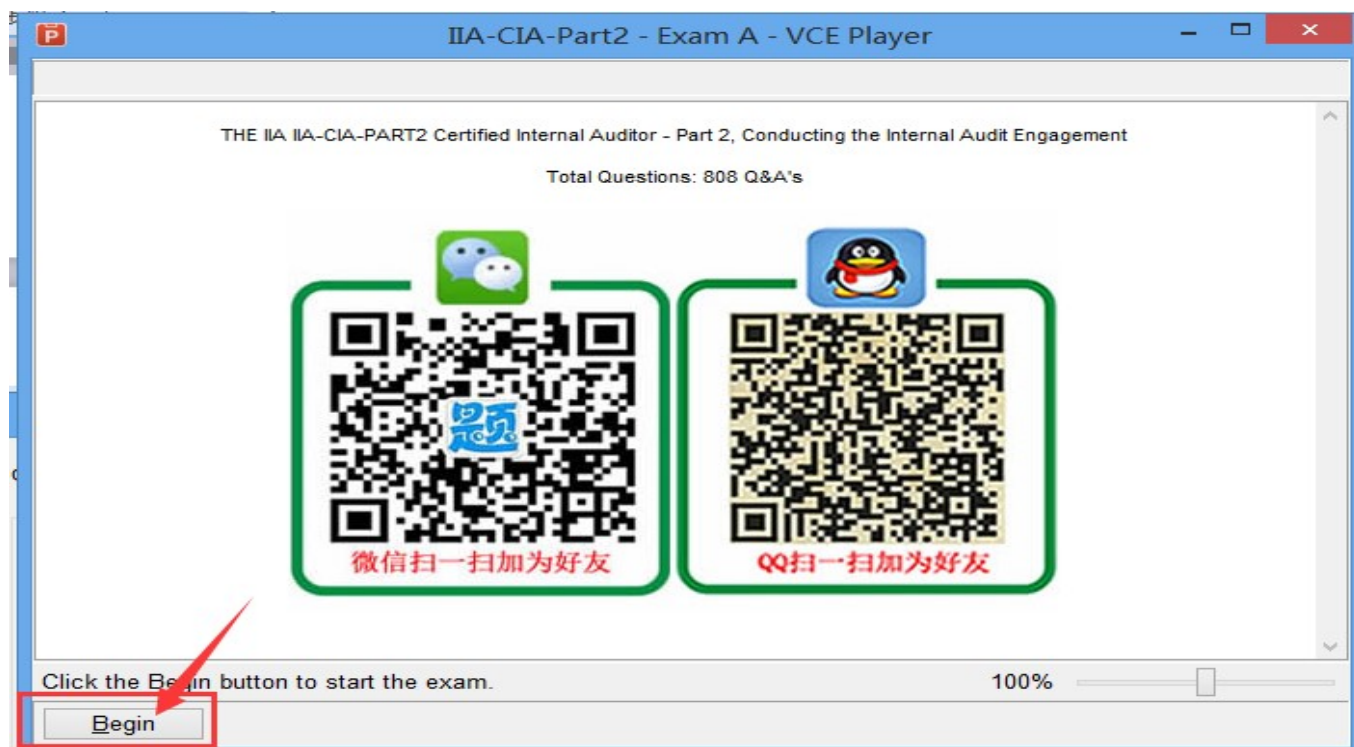 IIA-CIA-Part2 - Exam A - VCE Player
THE IIA IIA-CIA-PART2 Certified Internal Auditor - Part 2, Conducting the Internal Audit Engagement
Total Questions: 808 Q&A's
题
微信扫一扫加为好友
QQ扫一扫加为好友
Click the Begin button to start the exam.
100%
Begin